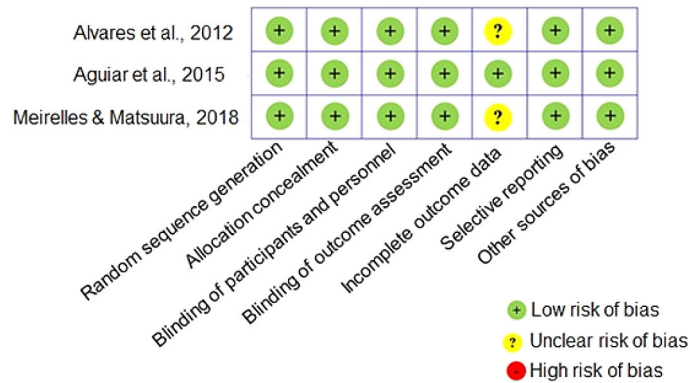 Alvares et al., 2012 + + + + ? + +
Aguiar et al., 2015 + + + + + + +
Meirelles & Matsuura, 2018 + + + + ? + +
Random sequence generation
Allocation concealment
Blinding of participants and personnel
Blinding of outcome assessment
Incomplete outcome data
Selective reporting
Other sources of bias
+ Low risk of bias
? Unclear risk of bias
- High risk of bias